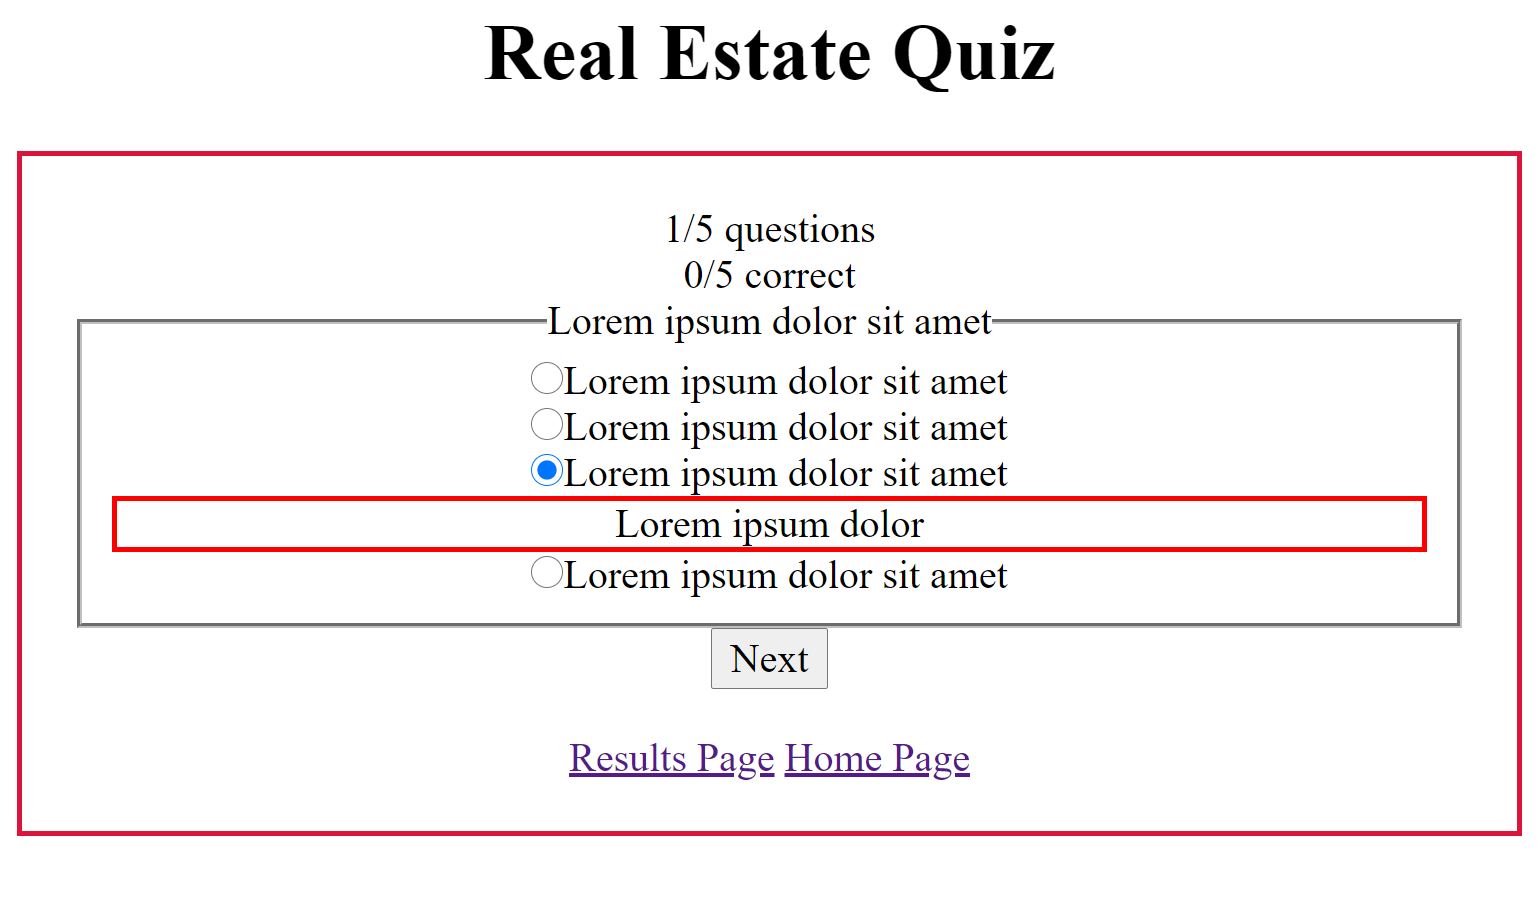 Real Estate Quiz
1/5 questions
0/5 correct
Lorem ipsum dolor sit amet
Lorem ipsum dolor sit amet
Lorem ipsum dolor sit amet
Lorem ipsum dolor sit amet
Lorem ipsum dolor
Lorem ipsum dolor sit amet
Next
Results Page Home Page